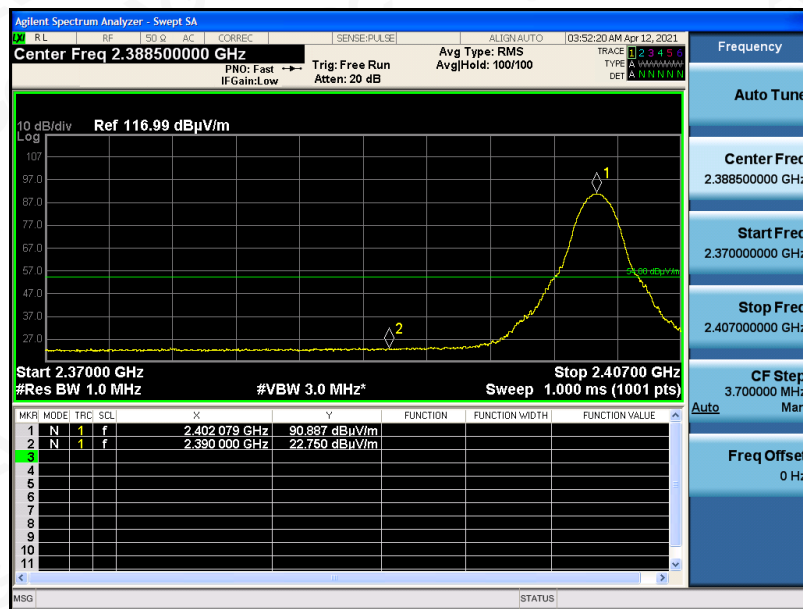 Agilent Spectrum Analyzer - Swept SA
LXI RL RF 50 Ω AC CORREC SENSE:PULSE ALIGN AUTO 03:52:20 AM Apr 12, 2021
Center Freq 2.388500000 GHz
PNO: Fast
IFGain:Low
Trig: Free Run
Atten: 20 dB
Avg Type: RMS
Avg|Hold: 100/100
TRACE 1 2 3 4 5 6
TYPE A WWWWW
DET A N N N N N
Frequency
Auto Tune
Center Freq
2.388500000 GHz
Start Freq
2.370000000 GHz
Stop Freq
2.407000000 GHz
CF Step
3.700000 MHz
Auto Man
Freq Offset
0 Hz
10 dB/div Ref 116.99 dBµV/m
Log
107
97.0
87.0
77.0
67.0
57.0
47.0
37.0
27.0
1
2
Start 2.37000 GHz Stop 2.40700 GHz
#Res BW 1.0 MHz #VBW 3.0 MHz* Sweep 1.000 ms (1001 pts)
MKR MODE TRC SCL X Y FUNCTION FUNCTION WIDTH FUNCTION VALUE
1 N 1 f 2.402 079 GHz 90.887 dBµV/m
2 N 1 f 2.390 000 GHz 22.750 dBµV/m
3
4
5
6
7
8
9
10
11
MSG STATUS